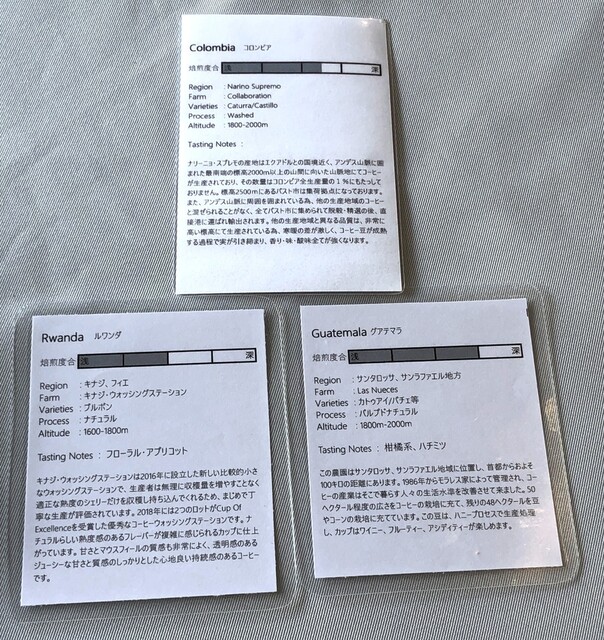 Colombia コロンビア
焙煎度合 浅 深
Region : Narino Supremo
Farm : Collaboration
Varieties : Caturra/Castillo
Process : Washed
Altitude : 1800-2000m
Tasting Notes :
ナリーニョ・スプレモの産地はエクアドルとの国境近く、アンデス山脈に囲
まれた最南端の標高2000m以上の山間に向いた山脈地にてコーヒー
が生産されており、その数量はコロンビア全生産量の1%にもたっして
おりません。標高2500mにあるパスト市は集荷拠点になっております。
また、アンデス山脈に周囲を囲まれている為、他の生産地域のコーヒー
と混ぜられることがなく、全てパスト市に集められて脱穀・精選の後、直
接港に運ばれ輸出されます。他の生産地域と異なる品質は、非常に
高い標高にて生産されている為、寒暖の差が激しく、コーヒー豆が成熟
する過程で実が引き締まり、香り・味・酸味全てが強くなります。
Rwanda ルワンダ
焙煎度合 浅 深
Region : キナジ、フイエ
Farm : キナジ・ウォッシングステーション
Varieties : ブルボン
Process : ナチュラル
Altitude : 1600-1800m
Tasting Notes : フローラル・アプリコット
キナジ・ウォッシングステーションは2016年に設立した新しい比較的小さ
なウォッシングステーションで、生産者は無理に収穫量を増やすことなく
適正な熟度のシェリーだけを収穫し持ち込んでくれるため、まじめで丁
寧な生産が評価されています。2018年には2つのロットがCup Of
Excellenceを受賞した優秀なコーヒーウォッシングステーションです。ナ
チュラルらしい熟度感のあるフレーバーが複雑に感じられるカップに仕上
がっています。甘さとマウスフィールの質感も非常によく、透明感のある
ジューシーな甘さと質感のしっかりとした心地良い持続感のあるコーヒー
です。
Guatemala グアテマラ
焙煎度合 浅 深
Region : サンタロッサ、サンラファエル地方
Farm : Las Nueces
Varieties : カトゥアイ/パチェ等
Process : パルプドナチュラル
Altitude : 1800-2000m
Tasting Notes : 柑橘系、ハチミツ
この農園はサンタロッサ、サンラファエル地域に位置し、首都からおよそ
100キロの距離にあります。1986年からモラレス家によって管理され、コーヒ
ーの産業はそこで暮らす人々の生活水準を改善させて来ました。50
ヘクタール程度の広さをコーヒーの栽培に充て、残りの48ヘクタールを豆
やコーンの栽培に充てています。この豆は、ハニープロセスで生産処理
し、カップはワイニー、フルーティー、アシディティーが楽しめます。